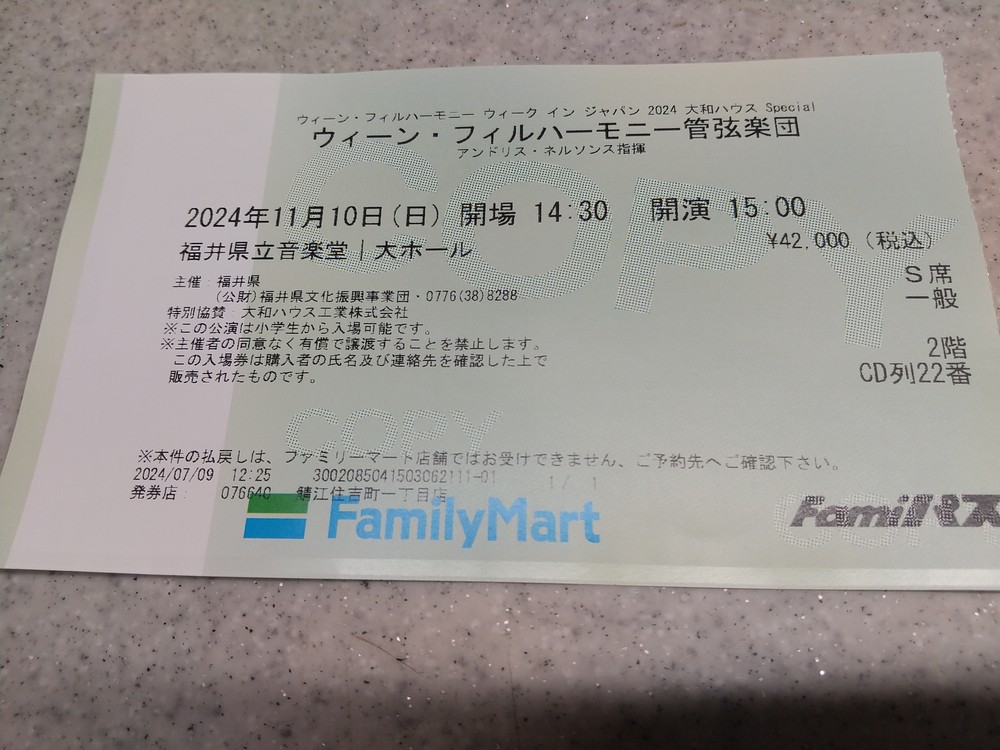 ウィーン・フィルハーモニー ウィーク イン ジャパン 2024 大和ハウス Special
ウィーン・フィルハーモニー管弦楽団
アンドリス・ネルソンス指揮
2024年11月10日(日) 開場 14:30 開演 15:00
¥42,000 (税込)
福井県立音楽堂 | 大ホール
S席
一般
主催：福井県
(公財)福井県文化振興事業団・0776(38)8288
特別協賛：大和ハウス工業株式会社
※この公演は小学生から入場可能です。
※主催者の同意なく有償で譲渡することを禁止します。
この入場券は購入者の氏名及び連絡先を確認した上で
販売されたものです。
2階
CD列22番
COPY
COPY
※本件の払戻しは、ファミリーマート店舗ではお受けできません、ご予約先へご確認下さい。
2024/07/09 12:25 3002085041503062111-01 1/ 1
発券店： 076640 鯖江住吉町一丁目店
FamilyMart
Famiパス